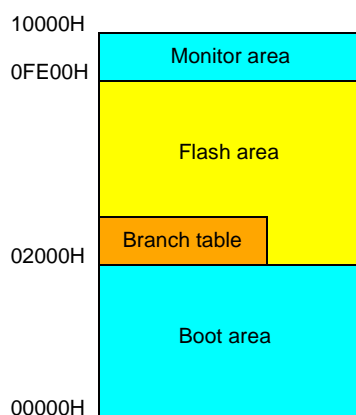 10000H
Monitor area
0FE00H
Flash area
Branch table
02000H
Boot area
00000H